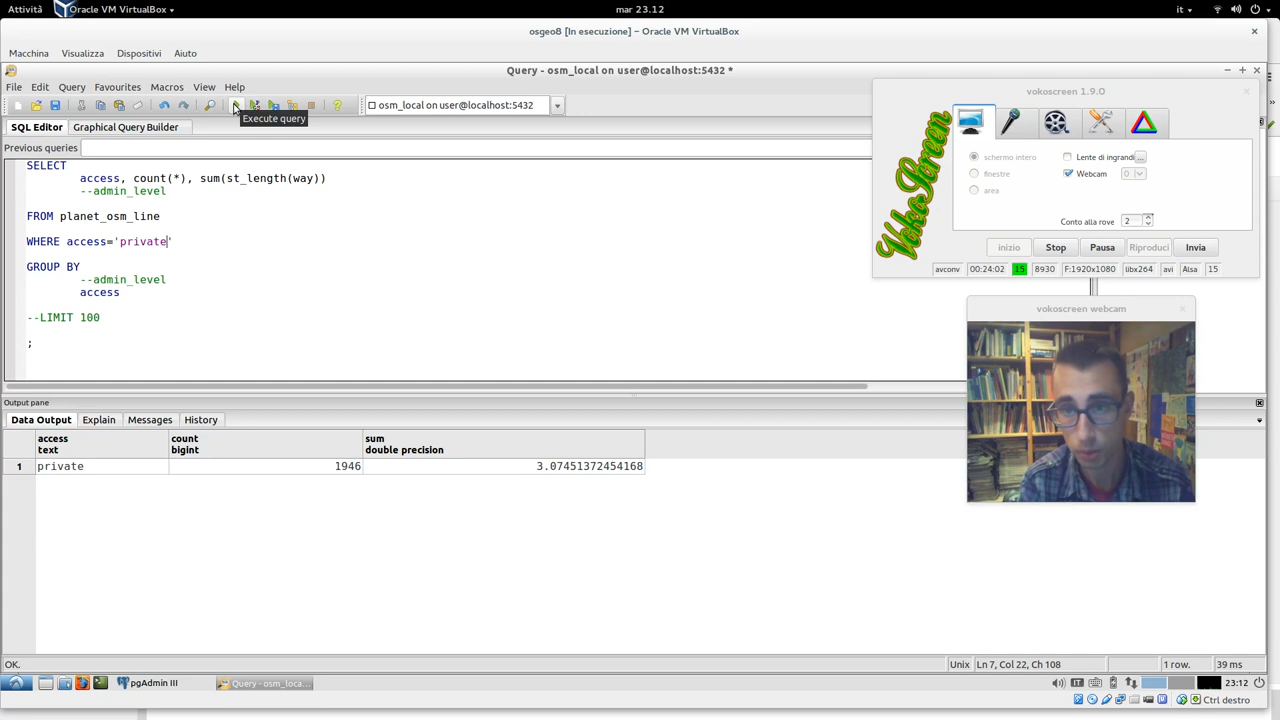 Attività
Oracle VM VirtualBox
mar 23.12
it
osgeo8 [In esecuzione] – Oracle VM VirtualBox
Macchina Visualizza Dispositivi Aiuto
Query - osm_local on user@localhost:5432 *
File Edit Query Favourites Macros View Help
osm_local on user@localhost:5432
Execute query
SQL Editor Graphical Query Builder
Previous queries
SELECT
access, count(*), sum(st_length(way))
--admin_level
FROM planet_osm_line
WHERE access='private'
GROUP BY
--admin_level
access
--LIMIT 100
;
vokoscreen 1.9.0
VokoScreen
schermo intero
Lente di ingrandi ...
finestre
Webcam 0
area
Conto alla rove 2
inizio Stop Pausa Riproduci Invia
avconv 00:24:02 15 8930 F:1920x1080 libx264 avi Alsa 15
vokoscreen webcam
Output pane
Data Output Explain Messages History
access text
count bigint
sum double precision
1 private 1946 3.07451372454168
OK.
Unix Ln 7, Col 22, Ch 108 1 row. 39 ms
pgAdmin III
Query - osm_loca...
IT
23:12
Ctrl destro